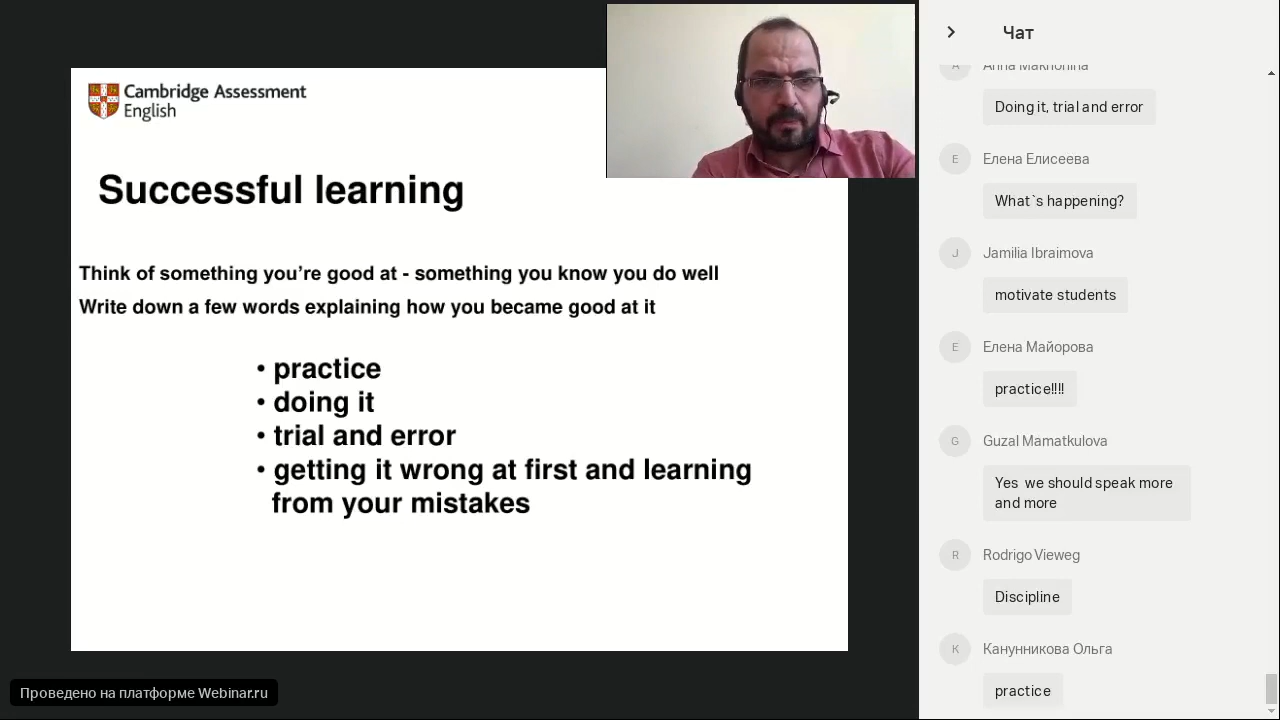 Cambridge Assessment
English
Successful learning
Think of something you're good at - something you know you do well
Write down a few words explaining how you became good at it
• practice
• doing it
• trial and error
• getting it wrong at first and learning
from your mistakes
Проведено на платформе Webinar.ru
Чат
Anna Makhonina
Doing it, trial and error
E
Елена Елисеева
What`s happening?
J
Jamilia Ibraimova
motivate students
E
Елена Майорова
practice!!!!
G
Guzal Mamatkulova
Yes we should speak more
and more
R
Rodrigo Vieweg
Discipline
К
Канунникова Ольга
practice